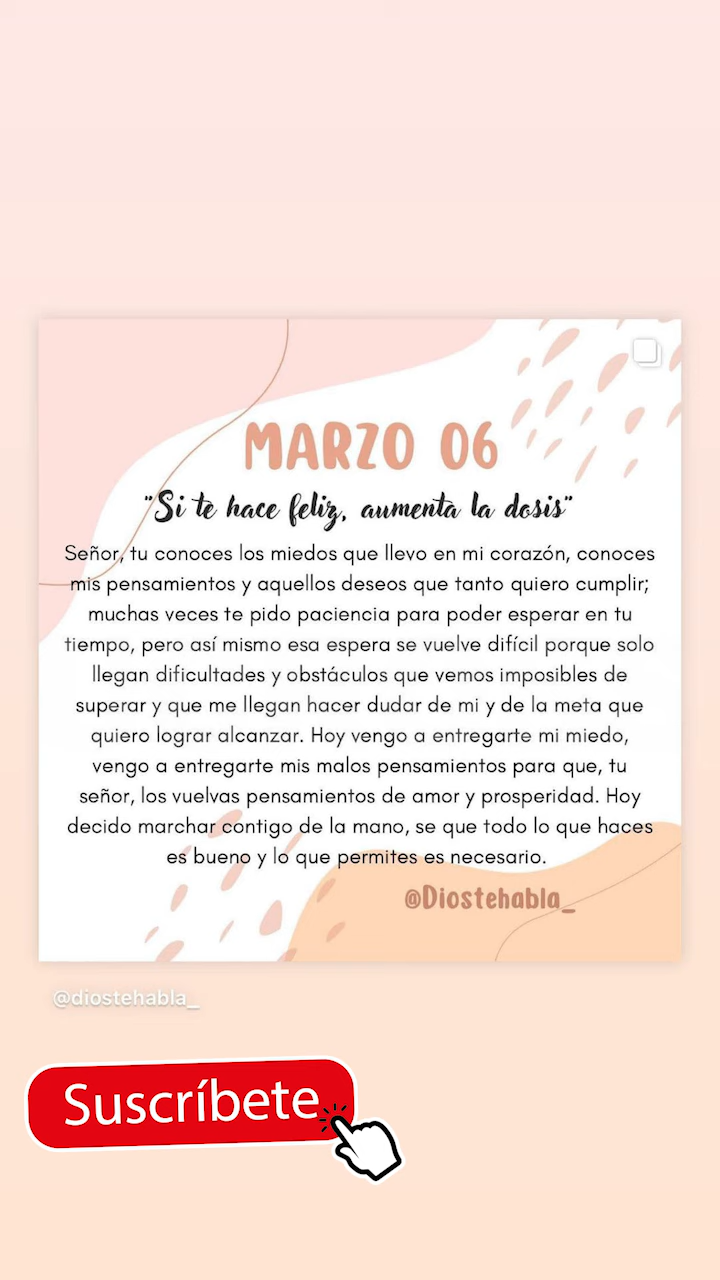 MARZO 06
"Si te hace feliz, aumenta la dosis"
Señor, tu conoces los miedos que llevo en mi corazón, conoces
mis pensamientos y aquellos deseos que tanto quiero cumplir;
muchas veces te pido paciencia para poder esperar en tu
tiempo, pero así mismo esa espera se vuelve difícil porque solo
llegan dificultades y obstáculos que vemos imposibles de
superar y que me llegan hacer dudar de mi y de la meta que
quiero lograr alcanzar. Hoy vengo a entregarte mi miedo,
vengo a entregarte mis malos pensamientos para que, tu
señor, los vuelvas pensamientos de amor y prosperidad. Hoy
decido marchar contigo de la mano, se que todo lo que haces
es bueno y lo que permites es necesario.
@Diostehabla_
@diostehabla_
Suscríbete